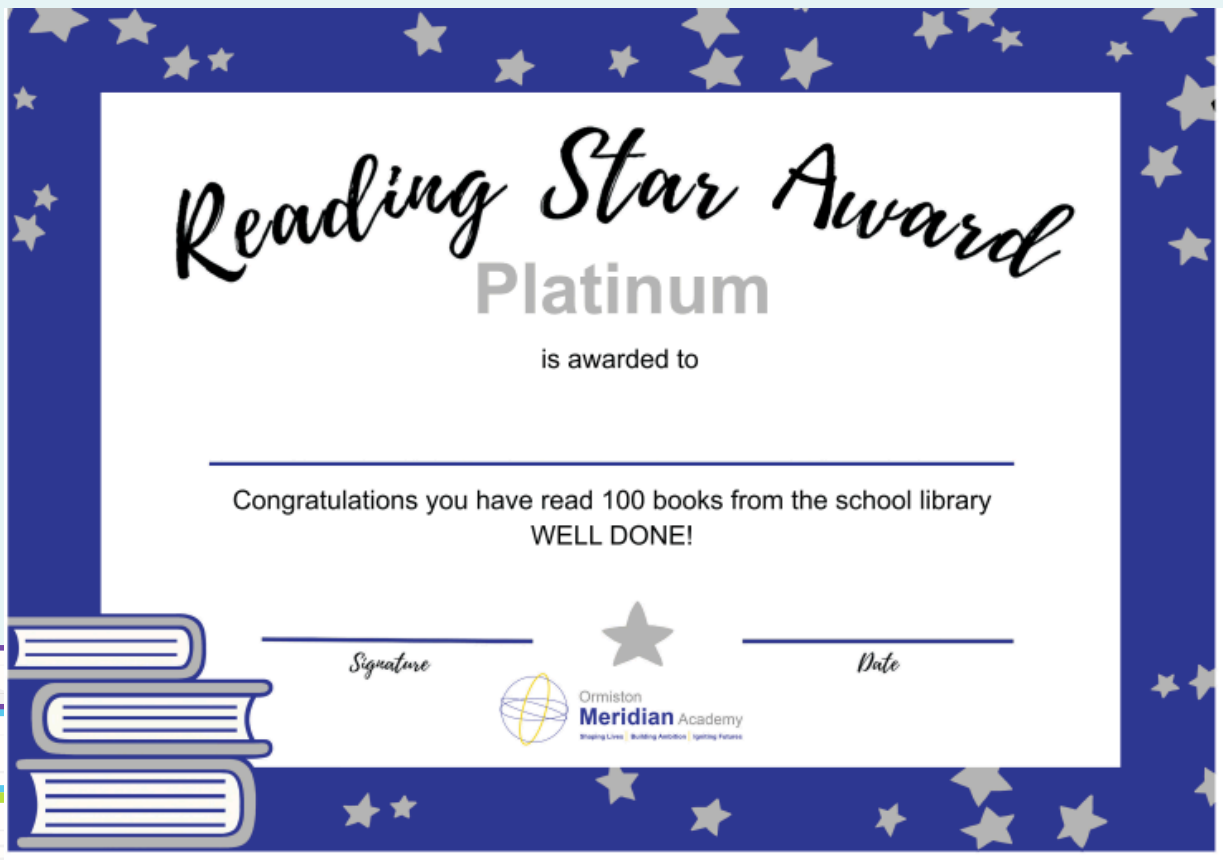 Reading Star Award
Platinum
is awarded to
Congratulations you have read 100 books from the school library
WELL DONE!
Signature
Date
Ormiston
Meridian Academy
Shaping Lives | Building Ambition | Igniting Futures